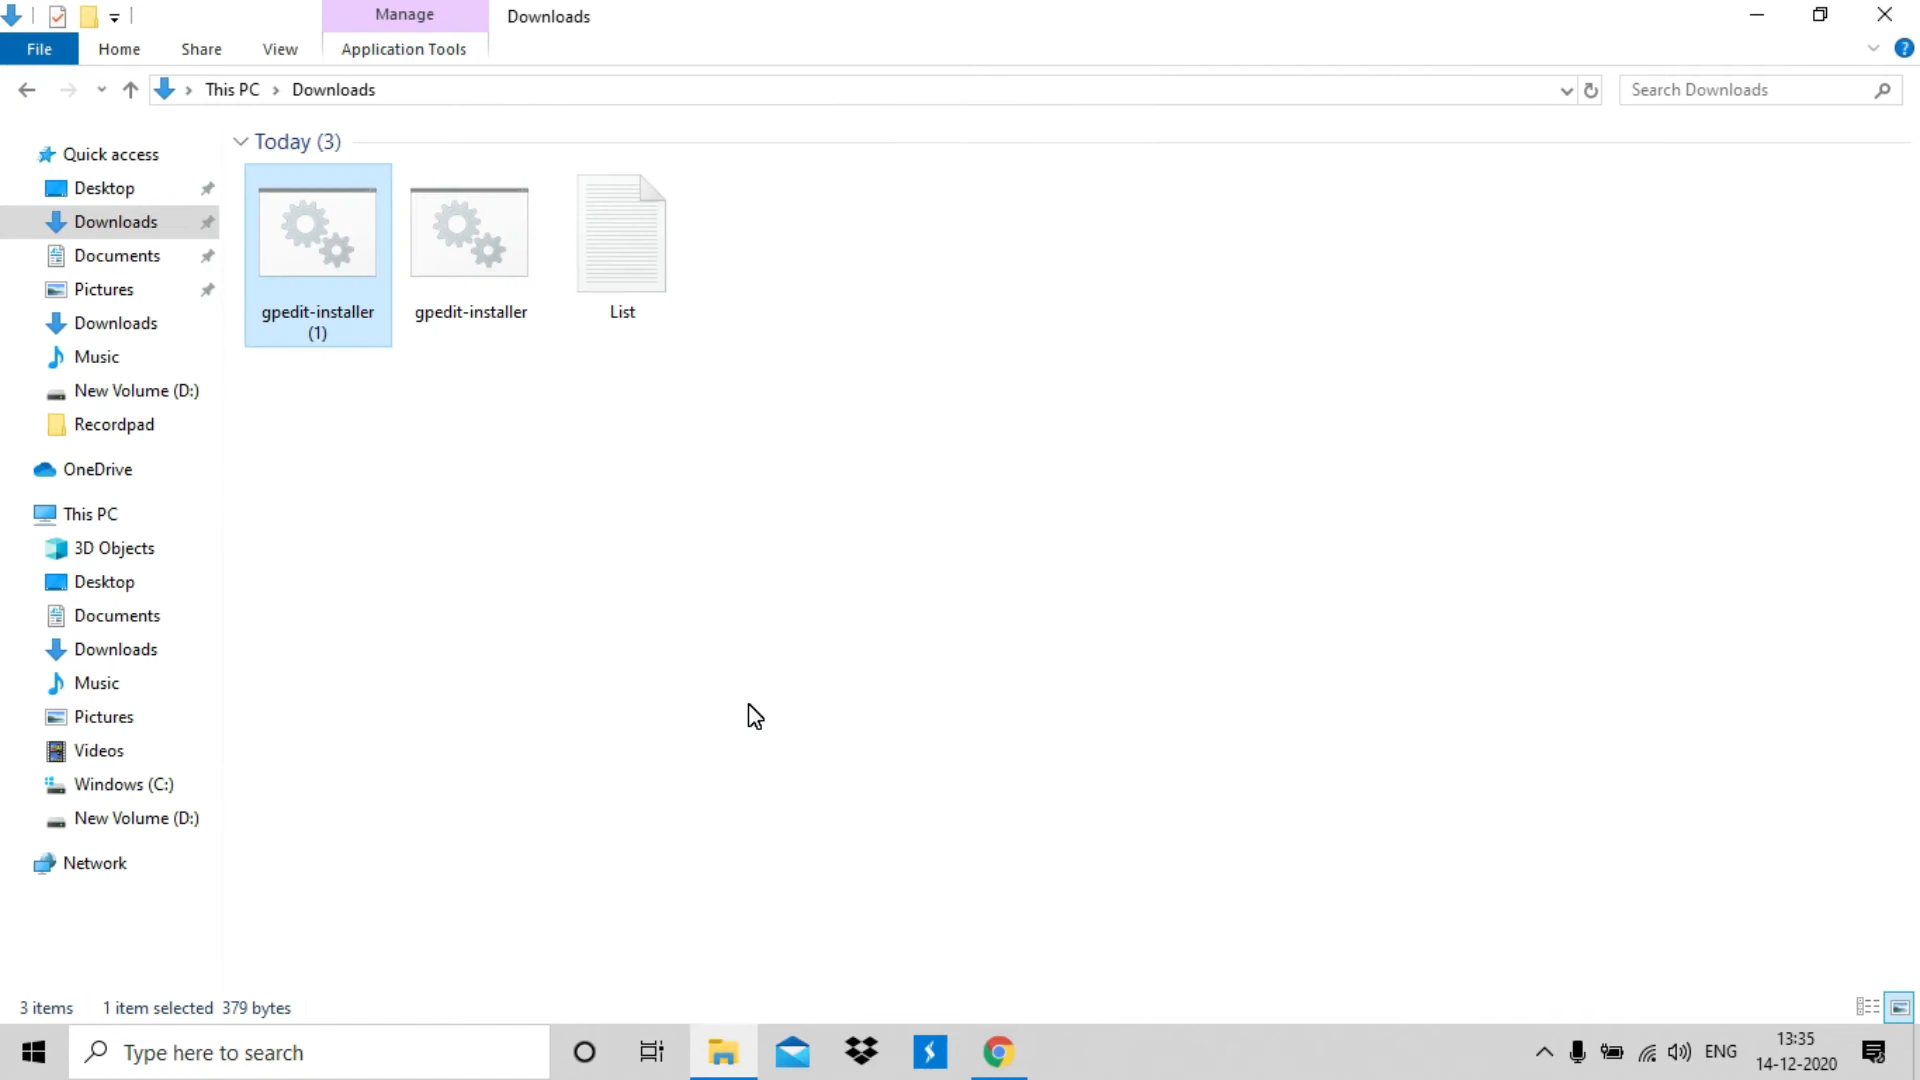 Manage
Downloads
File
Home
Share
View
Application Tools
This PC
Downloads
Search Downloads
Quick access
Desktop
Downloads
Documents
Pictures
Downloads
Music
New Volume (D:)
Recordpad
OneDrive
This PC
3D Objects
Desktop
Documents
Downloads
Music
Pictures
Videos
Windows (C:)
New Volume (D:)
Network
Today (3)
gpedit-installer
(1)
gpedit-installer
List
3 items
1 item selected 379 bytes
Type here to search
ENG
13:35
14-12-2020